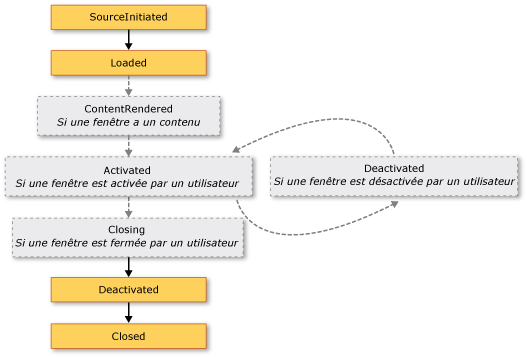 SourceInitiated
Loaded
ContentRendered
Si une fenêtre a un contenu
Activated
Si une fenêtre est activée par un utilisateur
Deactivated
Si une fenêtre est désactivée par un utilisateur
Closing
Si une fenêtre est fermée par un utilisateur
Deactivated
Closed